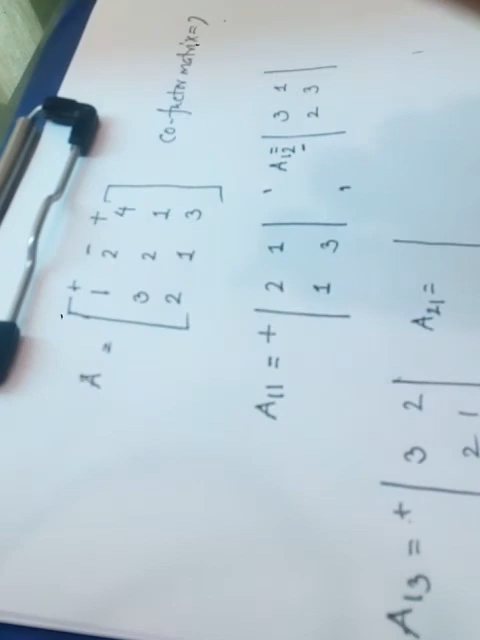 + - +
A = [1 2 4
3 2 1
2 1 3] Co-factor matrix = ?
A11 = + |2 1
1 3| , A12 = - |3 1
2 3| ,
A13 = + |3 2
2 1| A21 =